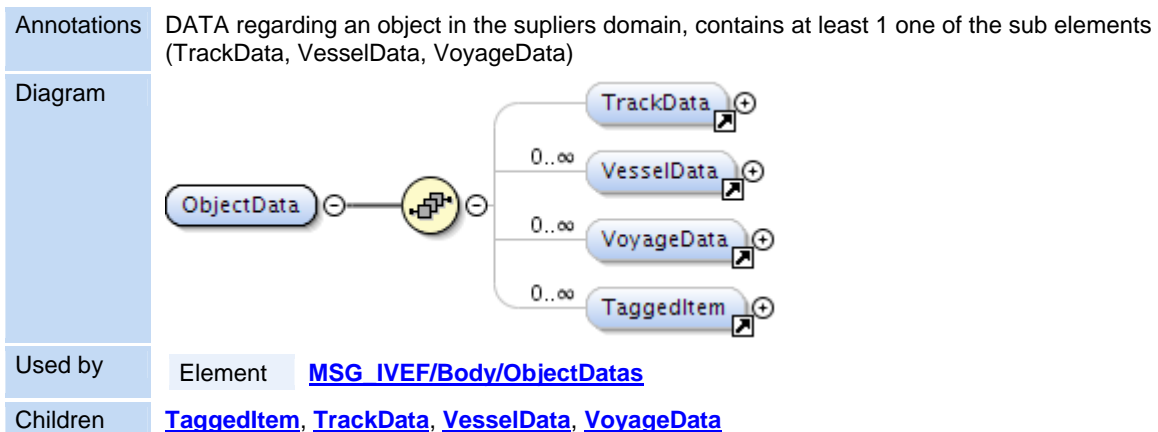 Annotations DATA regarding an object in the supliers domain, contains at least 1 one of the sub elements
(TrackData, VesselData, VoyageData)
Diagram
TrackData
0..∞
VesselData
ObjectData
0..∞
VoyageData
0..∞
TaggedItem
Used by Element MSG_IVEF/Body/ObjectDatas
Children TaggedItem, TrackData, VesselData, VoyageData